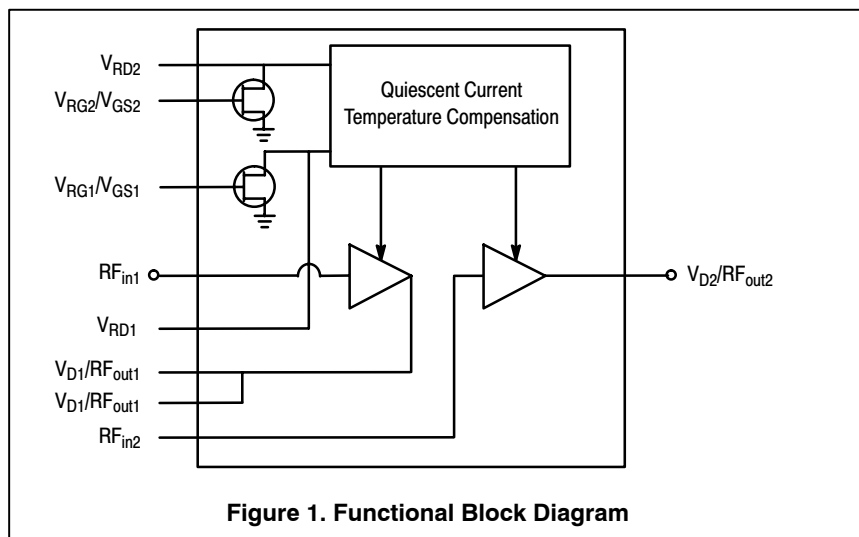 V_RD2
V_RG2/V_GS2
Quiescent Current
Temperature Compensation
V_RG1/V_GS1
RF_in1
V_D2/RF_out2
V_RD1
V_D1/RF_out1
V_D1/RF_out1
RF_in2
Figure 1. Functional Block Diagram